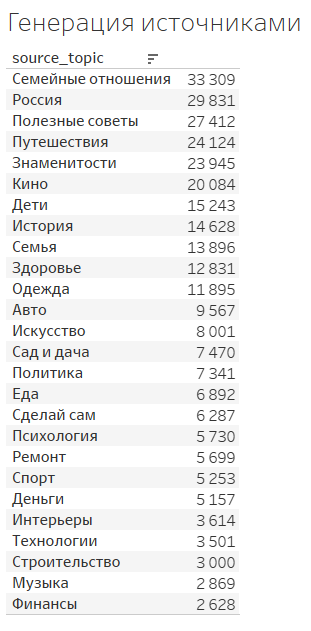 Генерация источниками
source_topic
Семейные отношения 33 309
Россия 29 831
Полезные советы 27 412
Путешествия 24 124
Знаменитости 23 945
Кино 20 084
Дети 15 243
История 14 628
Семья 13 896
Здоровье 12 831
Одежда 11 895
Авто 9 567
Искусство 8 001
Сад и дача 7 470
Политика 7 341
Еда 6 892
Сделай сам 6 287
Психология 5 730
Ремонт 5 699
Спорт 5 253
Деньги 5 157
Интерьеры 3 614
Технологии 3 501
Строительство 3 000
Музыка 2 869
Финансы 2 628